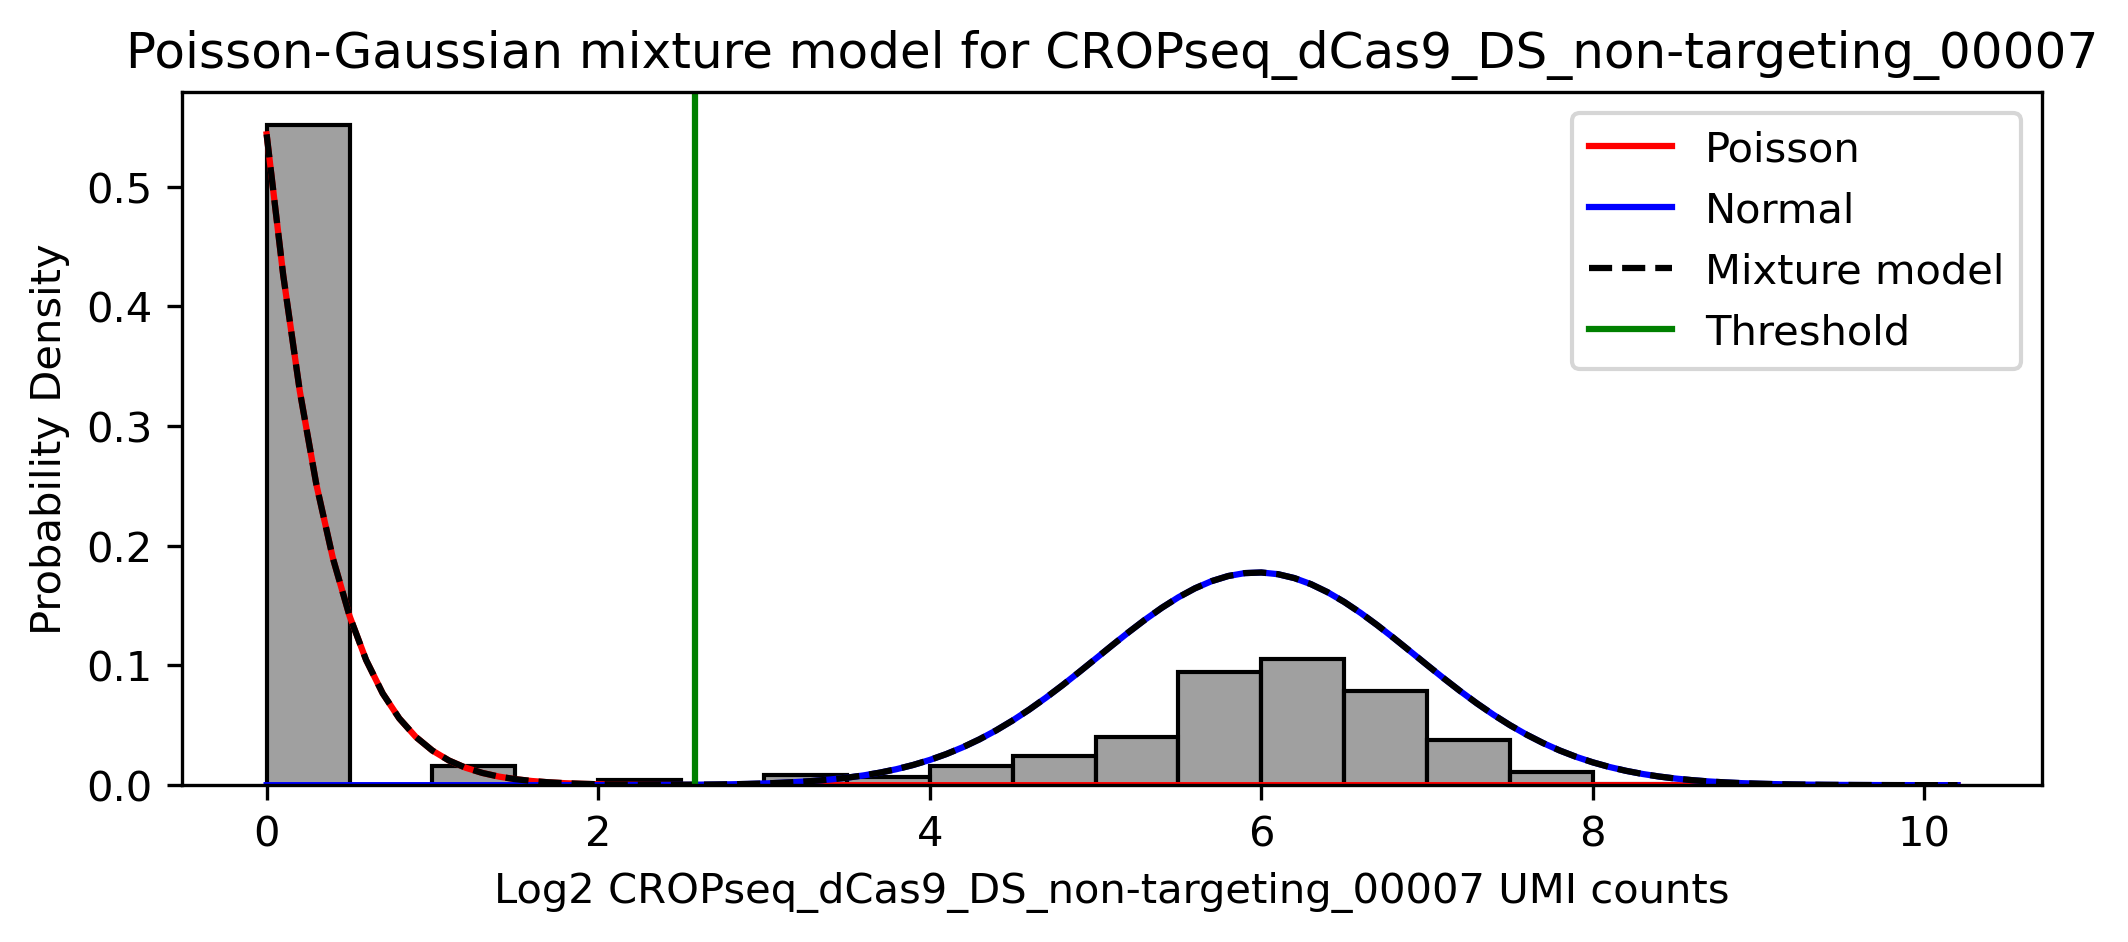 Poisson-Gaussian mixture model for CROPseq_dCas9_DS_non-targeting_00007
Probability Density
0.5
0.4
0.3
0.2
0.1
0.0
Poisson
Normal
Mixture model
Threshold
0 2 4 6 8 10
Log2 CROPseq_dCas9_DS_non-targeting_00007 UMI counts